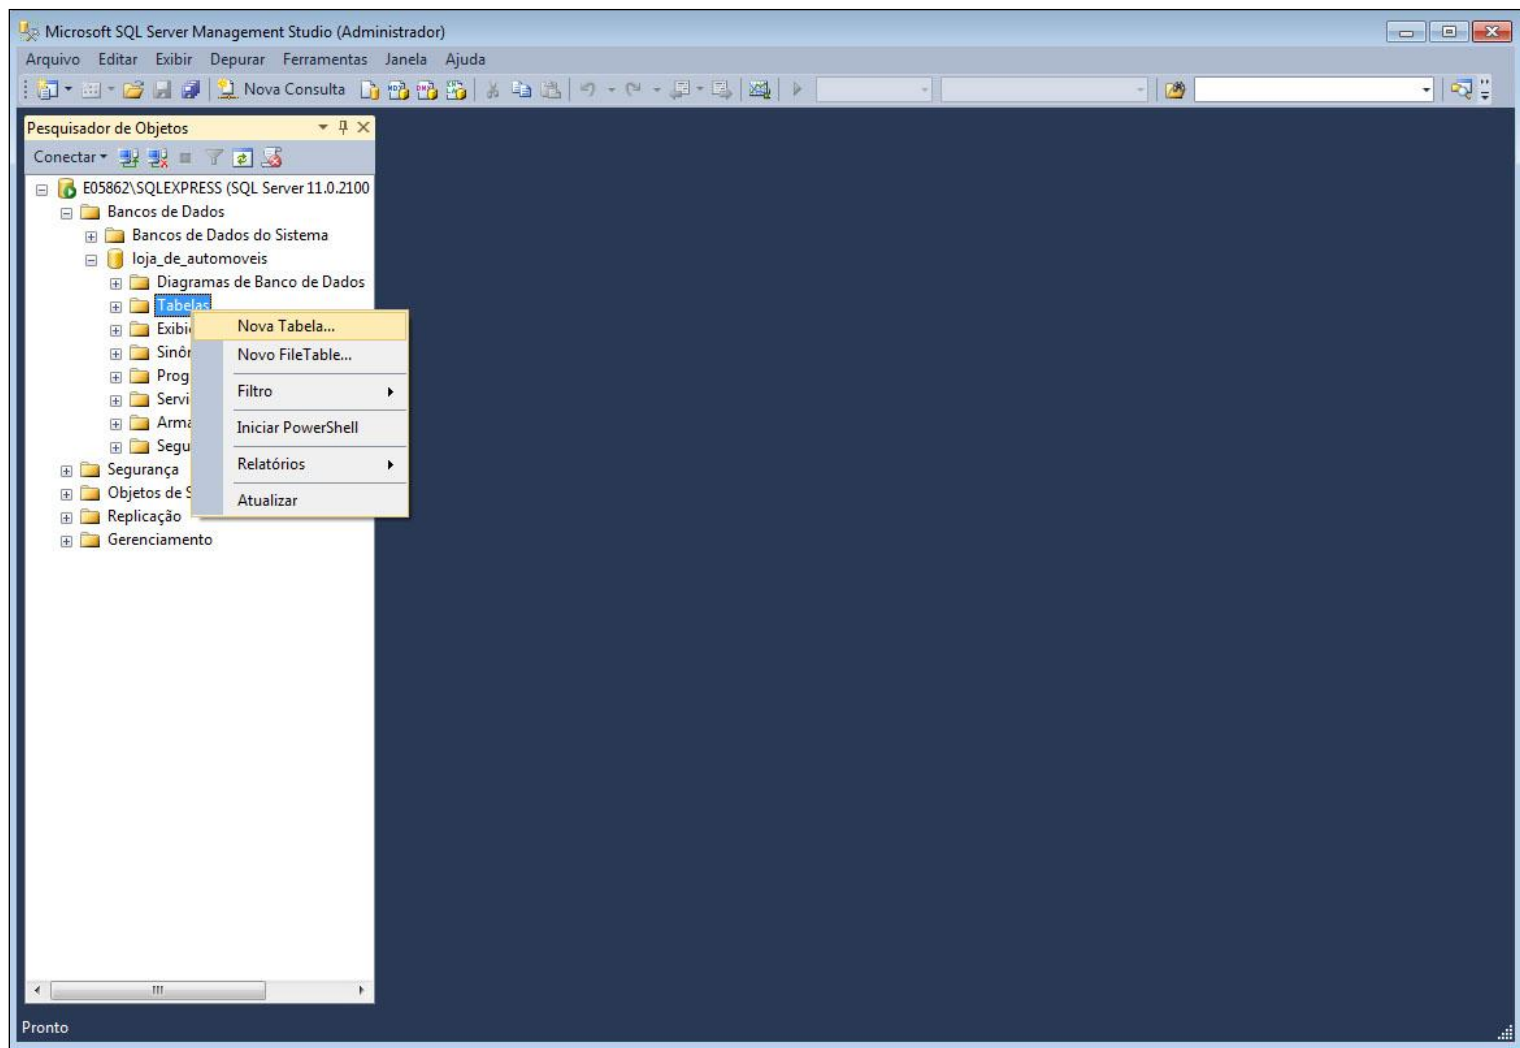 Microsoft SQL Server Management Studio (Administrador)
Arquivo Editar Exibir Depurar Ferramentas Janela Ajuda
Nova Consulta
Pesquisador de Objetos
Conectar
E05862\SQLEXPRESS (SQL Server 11.0.2100
Bancos de Dados
Bancos de Dados do Sistema
loja_de_automoveis
Diagramas de Banco de Dados
Tabelas
Nova Tabela...
Novo FileTable...
Filtro
Iniciar PowerShell
Relatórios
Atualizar
Segurança
Objetos de
Replicação
Gerenciamento
Pronto